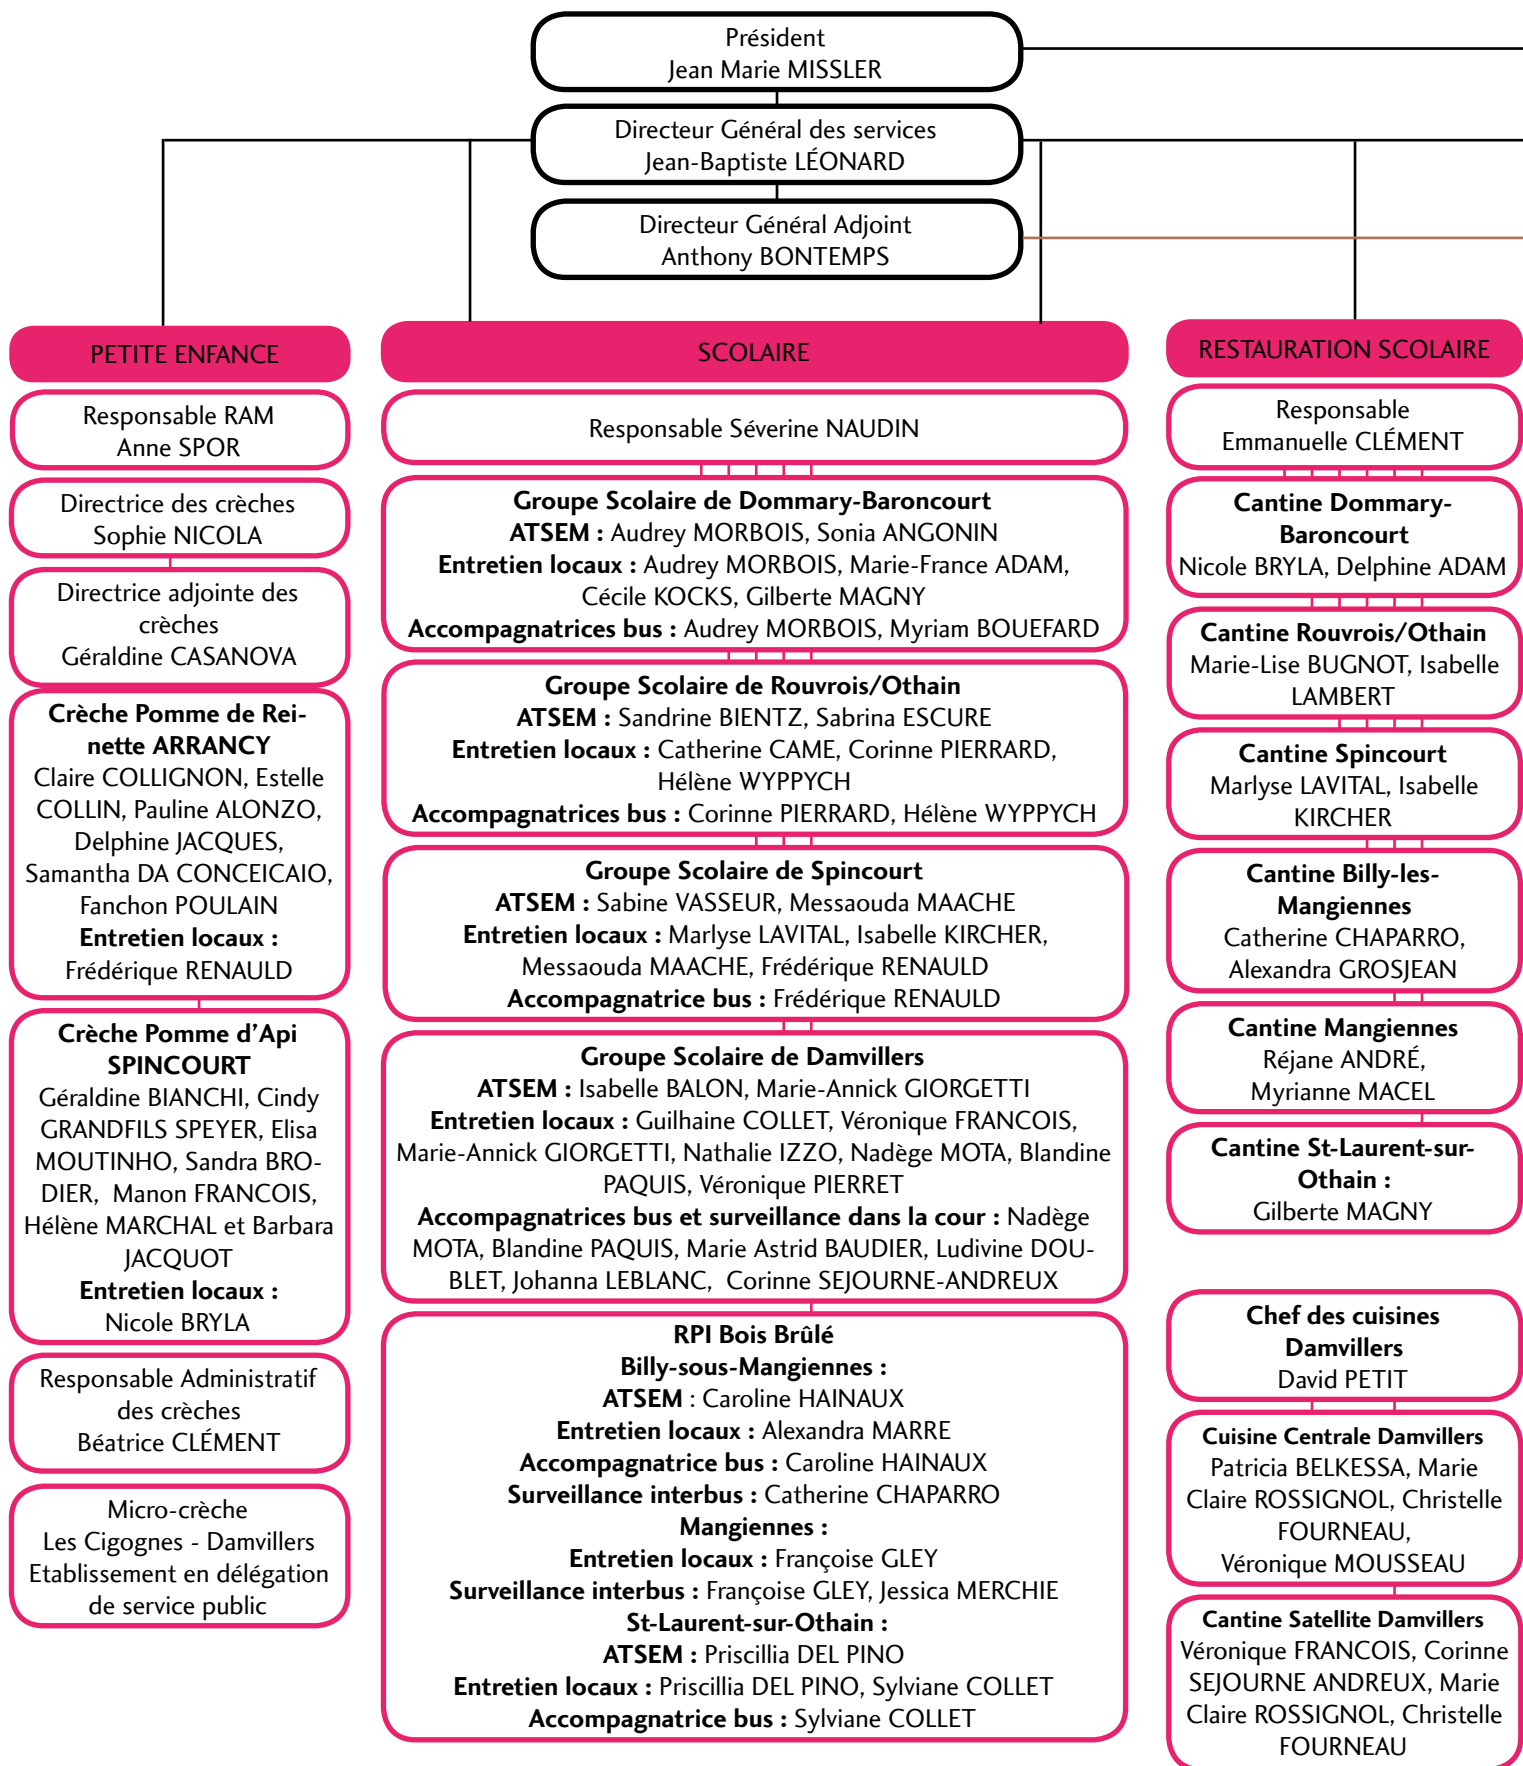 Président
Jean Marie MISSLER
Directeur Général des services
Jean-Baptiste LÉONARD
Directeur Général Adjoint
Anthony BONTEMPS
PETITE ENFANCE
Responsable RAM
Anne SPOR
Directrice des crèches
Sophie NICOLA
Directrice adjointe des
crèches
Géraldine CASANOVA
Crèche Pomme de Rei-
nette ARRANCY
Claire COLLIGNON, Estelle
COLLIN, Pauline ALONZO,
Delphine JACQUES,
Samantha DA CONCEICAIO,
Fanchon POULAIN
Entretien locaux :
Frédérique RENAULD
Crèche Pomme d'Api
SPINCOURT
Géraldine BIANCHI, Cindy
GRANDFILS SPEYER, Elisa
MOUTINHO, Sandra BRO-
DIER, Manon FRANCOIS,
Hélène MARCHAL et Barbara
JACQUOT
Entretien locaux :
Nicole BRYLA
Responsable Administratif
des crèches
Béatrice CLÉMENT
Micro-crèche
Les Cigognes - Damvillers
Etablissement en délégation
de service public
SCOLAIRE
Responsable Séverine NAUDIN
Groupe Scolaire de Dommary-Baroncourt
ATSEM : Audrey MORBOIS, Sonia ANGONIN
Entretien locaux : Audrey MORBOIS, Marie-France ADAM,
Cécile KOCKS, Gilberte MAGNY
Accompagnatrices bus : Audrey MORBOIS, Myriam BOUEFARD
Groupe Scolaire de Rouvrois/Othain
ATSEM : Sandrine BIENTZ, Sabrina ESCURE
Entretien locaux : Catherine CAME, Corinne PIERRARD,
Hélène WYPPYCH
Accompagnatrices bus : Corinne PIERRARD, Hélène WYPPYCH
Groupe Scolaire de Spincourt
ATSEM : Sabine VASSEUR, Messaouda MAACHE
Entretien locaux : Marlyse LAVITAL, Isabelle KIRCHER,
Messaouda MAACHE, Frédérique RENAULD
Accompagnatrice bus : Frédérique RENAULD
Groupe Scolaire de Damvillers
ATSEM : Isabelle BALON, Marie-Annick GIORGETTI
Entretien locaux : Guilhaine COLLET, Véronique FRANCOIS,
Marie-Annick GIORGETTI, Nathalie IZZO, Nadège MOTA, Blandine
PAQUIS, Véronique PIERRET
Accompagnatrices bus et surveillance dans la cour : Nadège
MOTA, Blandine PAQUIS, Marie Astrid BAUDIER, Ludivine DOU-
BLET, Johanna LEBLANC, Corinne SEJOURNE-ANDREUX
RPI Bois Brûlé
Billy-sous-Mangiennes :
ATSEM : Caroline HAINAUX
Entretien locaux : Alexandra MARRE
Accompagnatrice bus : Caroline HAINAUX
Surveillance interbus : Catherine CHAPARRO
Mangiennes :
Entretien locaux : Françoise GLEY
Surveillance interbus : Françoise GLEY, Jessica MERCHIE
St-Laurent-sur-Othain :
ATSEM : Priscillia DEL PINO
Entretien locaux : Priscillia DEL PINO, Sylviane COLLET
Accompagnatrice bus : Sylviane COLLET
RESTAURATION SCOLAIRE
Responsable
Emmanuelle CLÉMENT
Cantine Dommary-
Baroncourt
Nicole BRYLA, Delphine ADAM
Cantine Rouvrois/Othain
Marie-Lise BUGNOT, Isabelle
LAMBERT
Cantine Spincourt
Marlyse LAVITAL, Isabelle
KIRCHER
Cantine Billy-les-
Mangiennes
Catherine CHAPARRO,
Alexandra GROSJEAN
Cantine Mangiennes
Réjane ANDRÉ,
Myrianne MACEL
Cantine St-Laurent-sur-
Othain :
Gilberte MAGNY
Chef des cuisines
Damvillers
David PETIT
Cuisine Centrale Damvillers
Patricia BELKESSA, Marie
Claire ROSSIGNOL, Christelle
FOURNEAU,
Véronique MOUSSEAU
Cantine Satellite Damvillers
Véronique FRANCOIS, Corinne
SEJOURNE ANDREUX, Marie
Claire ROSSIGNOL, Christelle
FOURNEAU